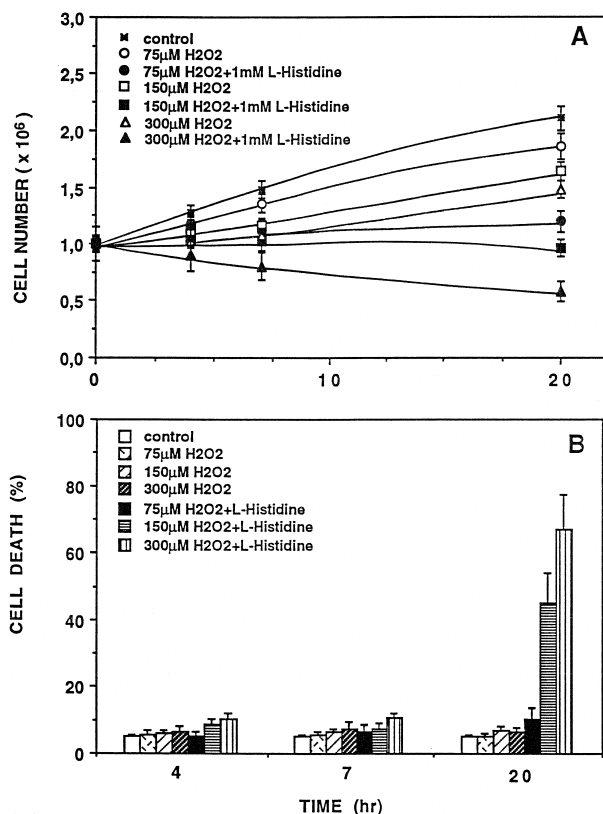 A
control
75µM H2O2
75µM H2O2+1mM L-Histidine
150µM H2O2
150µM H2O2+1mM L-Histidine
300µM H2O2
300µM H2O2+1mM L-Histidine
CELL NUMBER ( x 10⁶)
3,0
2,5
2,0
1,5
1,0
0,5
0,0
0
10
20
B
control
75µM H2O2
150µM H2O2
300µM H2O2
75µM H2O2+L-Histidine
150µM H2O2+L-Histidine
300µM H2O2+L-Histidine
CELL DEATH (%)
100
80
60
40
20
0
4
7
20
TIME (hr)